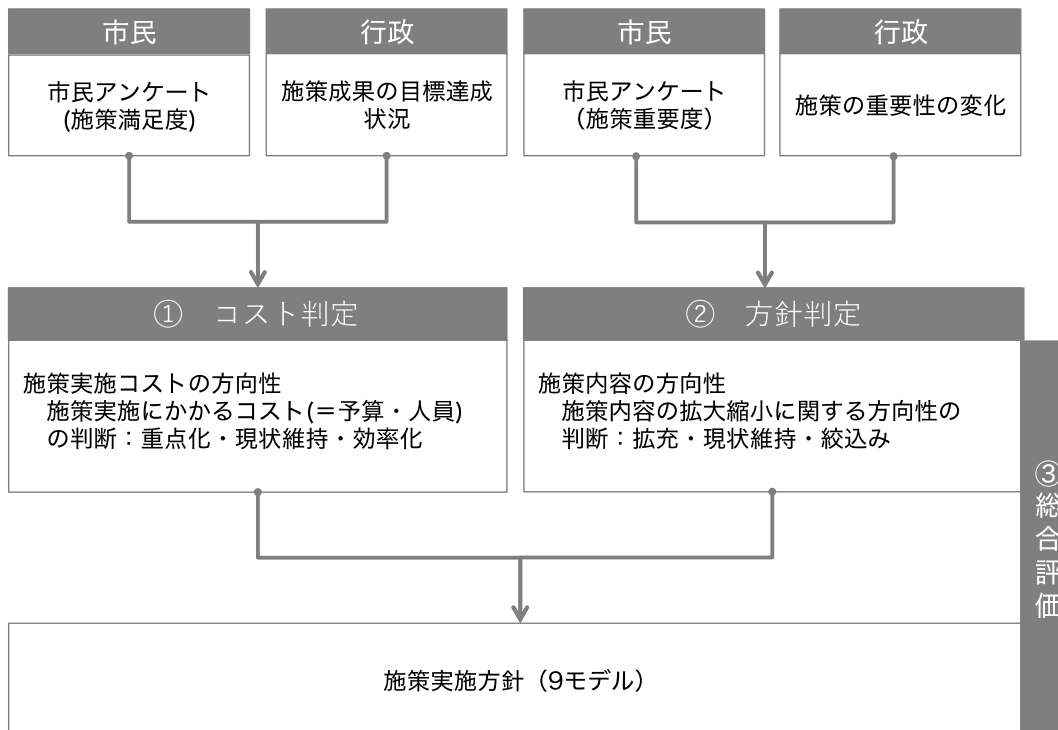 市民
市民アンケート
(施策満足度)
行政
施策成果の目標達成
状況
市民
市民アンケート
（施策重要度）
行政
施策の重要性の変化
①　コスト判定
施策実施コストの方向性
施策実施にかかるコスト(＝予算・人員)
の判断：重点化・現状維持・効率化
②　方針判定
施策内容の方向性
施策内容の拡大縮小に関する方向性の
判断：拡充・現状維持・絞込み
③総合評価
施策実施方針（9モデル）